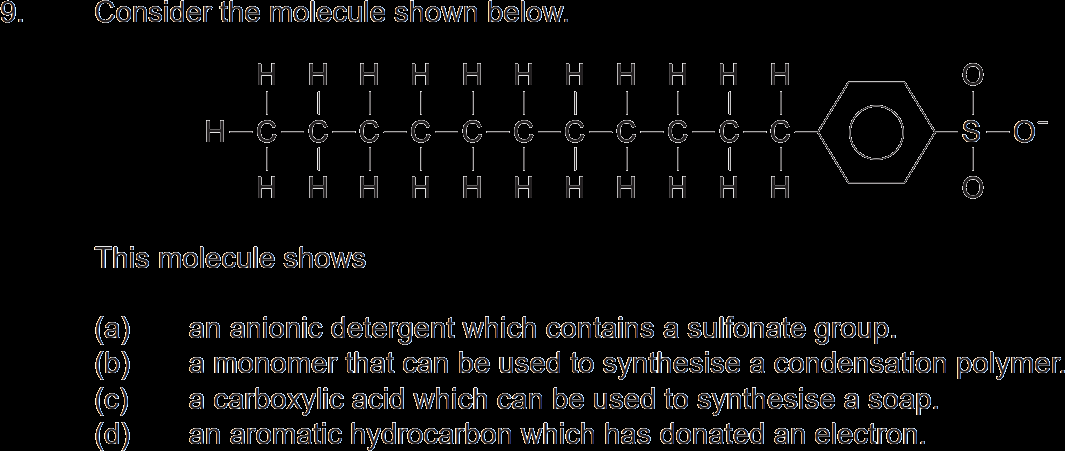 9. Consider the molecule shown below.
H H H H H H H H H H H O
H C C C C C C C C C C C S O⁻
H H H H H H H H H H H O
This molecule shows
(a) an anionic detergent which contains a sulfonate group.
(b) a monomer that can be used to synthesise a condensation polymer.
(c) a carboxylic acid which can be used to synthesise a soap.
(d) an aromatic hydrocarbon which has donated an electron.